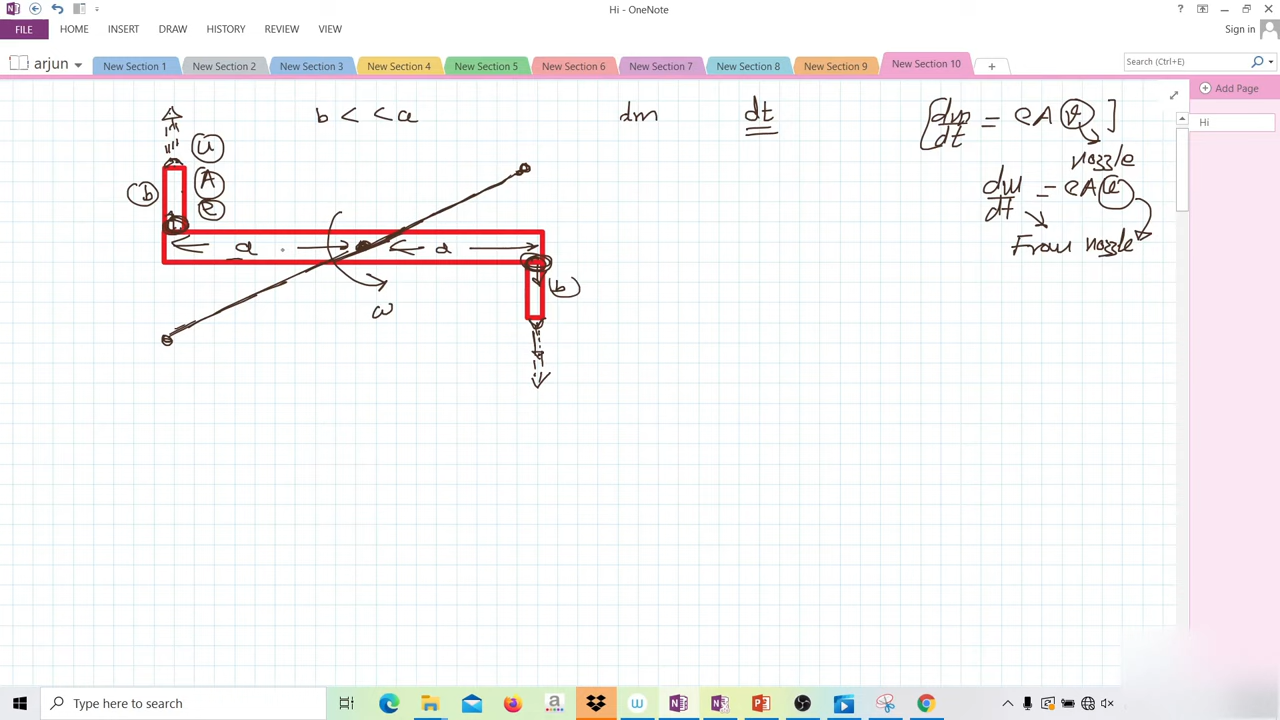 Hi - OneNote
Sign in
FILE HOME INSERT DRAW HISTORY REVIEW VIEW
arjun New Section 1 New Section 2 New Section 3 New Section 4 New Section 5 New Section 6 New Section 7 New Section 8 New Section 9 New Section 10
Search (Ctrl+E)
Add Page
Hi
b < < a dm dt
dm/dt = ρ A v
nozzle
dm/dt = ρ A
From nozzle
u
b A
ρ
a a
b
ω
Type here to search